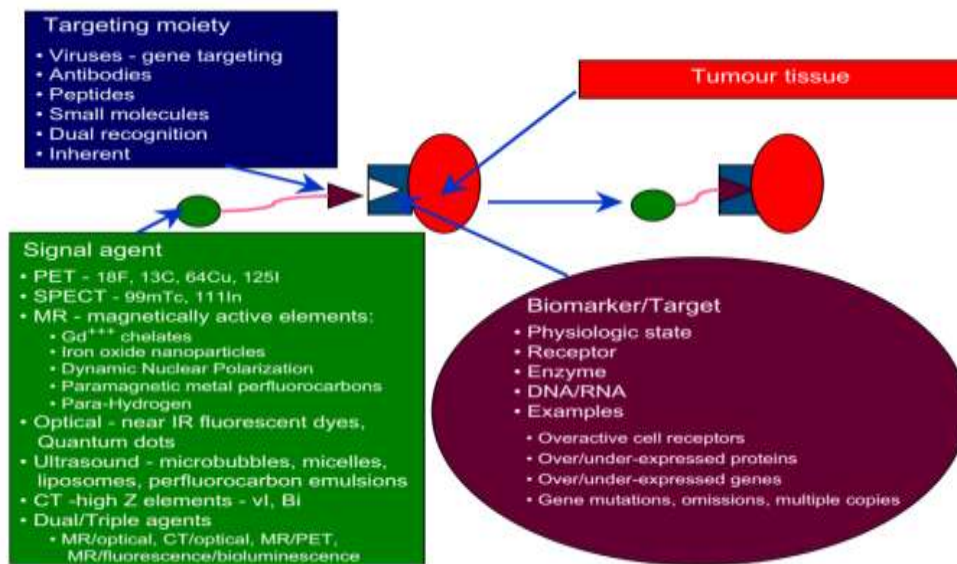 Targeting moiety
• Viruses - gene targeting
• Antibodies
• Peptides
• Small molecules
• Dual recognition
• Inherent
Tumour tissue
Signal agent
• PET - 18F, 13C, 64Cu, 125I
• SPECT - 99mTc, 111In
• MR - magnetically active elements:
• Gd+++ chelates
• Iron oxide nanoparticles
• Dynamic Nuclear Polarization
• Paramagnetic metal perfluorocarbons
• Para-Hydrogen
• Optical - near IR fluorescent dyes,
Quantum dots
• Ultrasound - microbubbles, micelles,
liposomes, perfluorocarbon emulsions
• CT -high Z elements - vI, Bi
• Dual/Triple agents
• MR/optical, CT/optical, MR/PET,
MR/fluorescence/bioluminescence
Biomarker/Target
• Physiologic state
• Receptor
• Enzyme
• DNA/RNA
• Examples
• Overactive cell receptors
• Over/under-expressed proteins
• Over/under-expressed genes
• Gene mutations, omissions, multiple copies